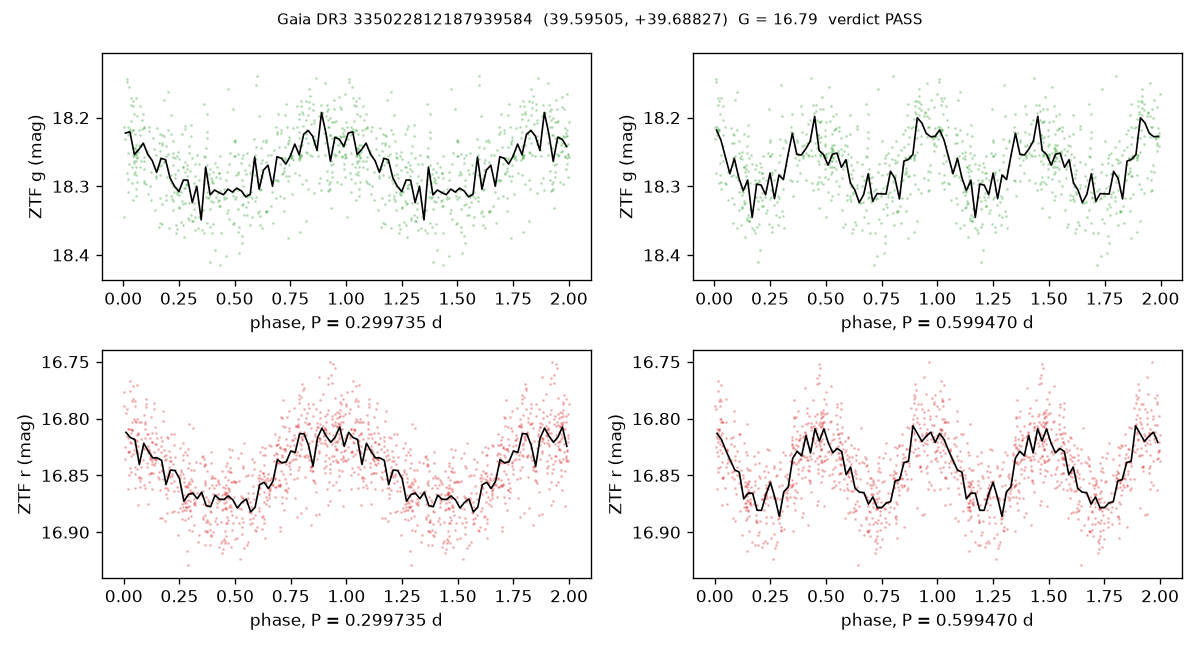 Gaia DR3 335022812187939584 (39.59505, +39.68827) G = 16.79 verdict PASS
ZTF g (mag)
18.2
18.3
18.4
0.00 0.25 0.50 0.75 1.00 1.25 1.50 1.75 2.00
phase, P = 0.299735 d
ZTF g (mag)
18.2
18.3
18.4
0.00 0.25 0.50 0.75 1.00 1.25 1.50 1.75 2.00
phase, P = 0.599470 d
ZTF r (mag)
16.75
16.80
16.85
16.90
0.00 0.25 0.50 0.75 1.00 1.25 1.50 1.75 2.00
phase, P = 0.299735 d
ZTF r (mag)
16.75
16.80
16.85
16.90
0.00 0.25 0.50 0.75 1.00 1.25 1.50 1.75 2.00
phase, P = 0.599470 d